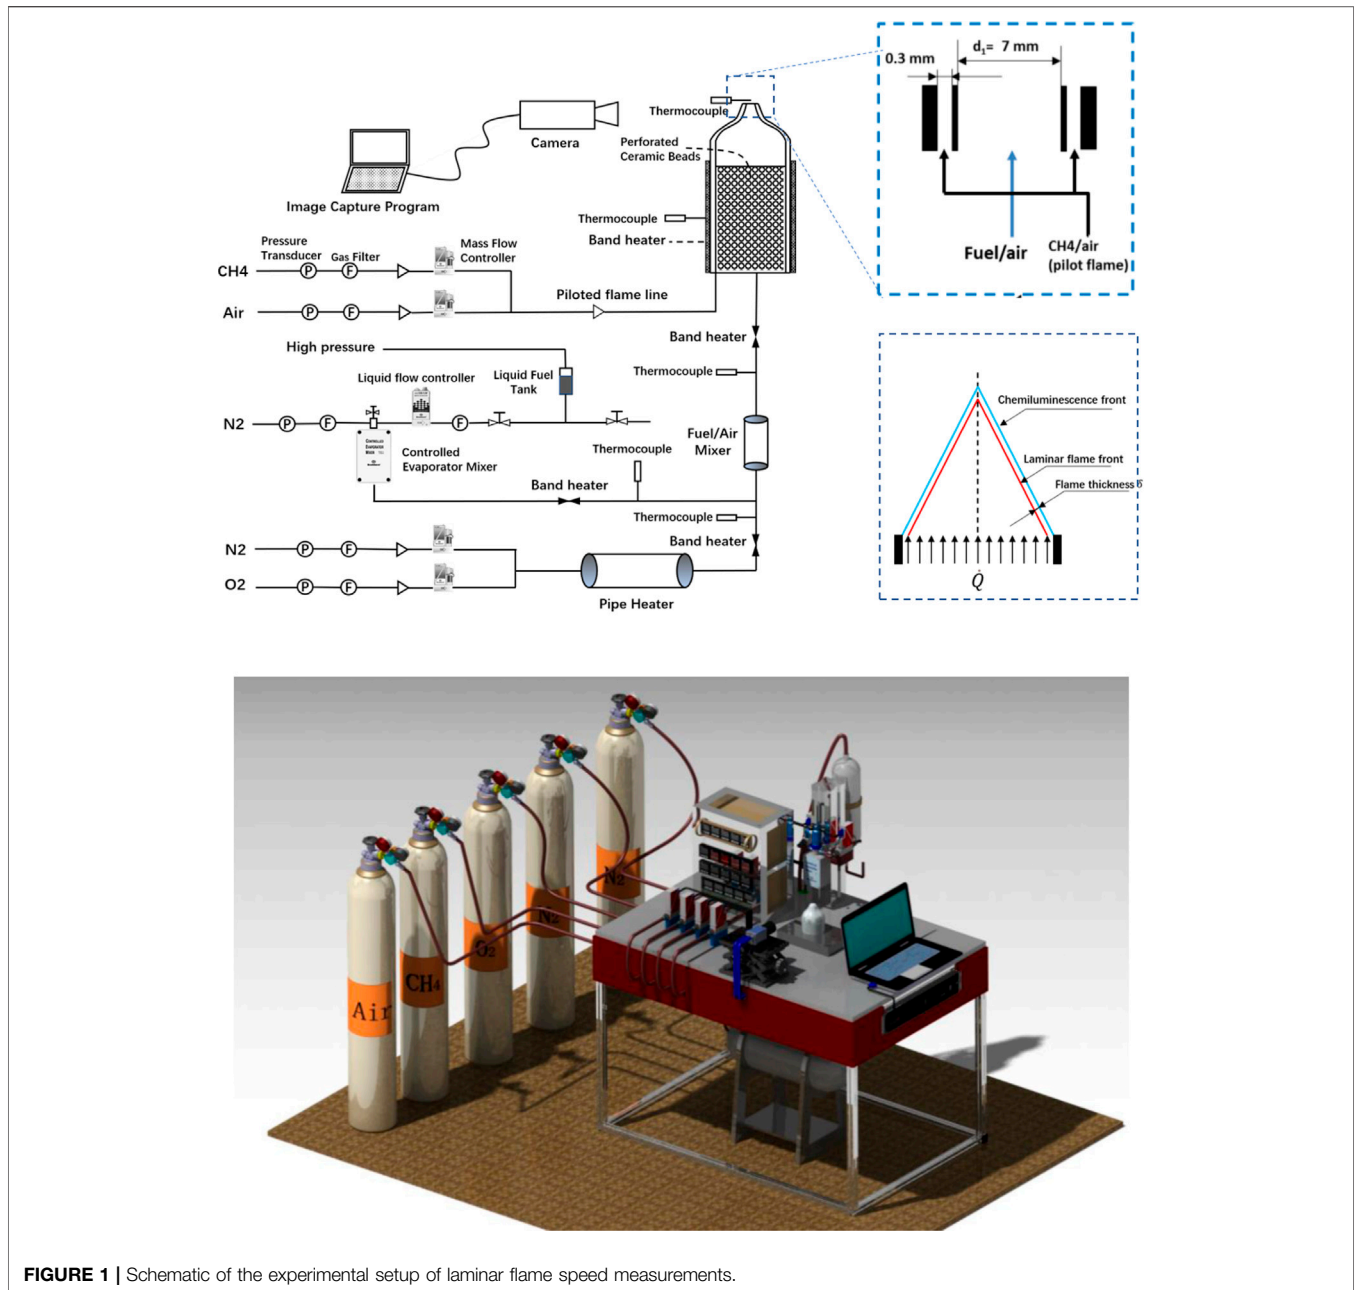 0.3 mm
d1= 7 mm
Thermocouple
Camera
Perforated
Ceramic Beads
Image Capture Program
Thermocouple
Band heater
Fuel/air
CH4/air
(pilot flame)
Pressure
Transducer
Gas Filter
Mass Flow
Controller
CH4
P
F
Air
P
F
Piloted flame line
High pressure
Band heater
Liquid flow controller
Liquid Fuel
Tank
Thermocouple
N2
P
F
F
Controlled
Evaporator Mixer
CONTROLLED
EVAPORATOR
MIXER
Fuel/Air
Mixer
Thermocouple
Band heater
Thermocouple
Band heater
N2
P
F
O2
P
F
Pipe Heater
Chemiluminescence front
Laminar flame front
Flame thickness
Q̇
Air
CH4
O2
N2
N2
FIGURE 1 | Schematic of the experimental setup of laminar flame speed measurements.